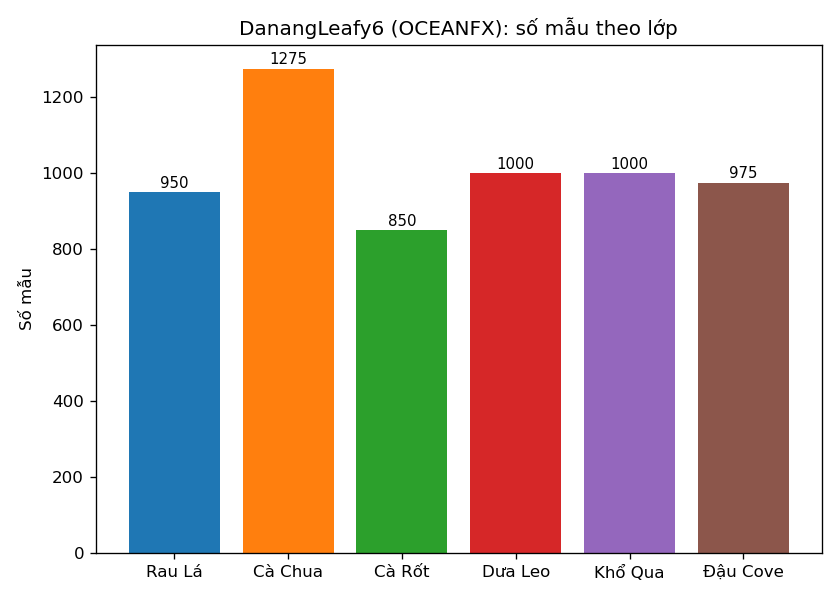 DanangLeafy6 (OCEANFX): số mẫu theo lớp
Số mẫu
1200
1000
800
600
400
200
0
950
1275
850
1000
1000
975
Rau Lá
Cà Chua
Cà Rốt
Dưa Leo
Khổ Qua
Đậu Cove